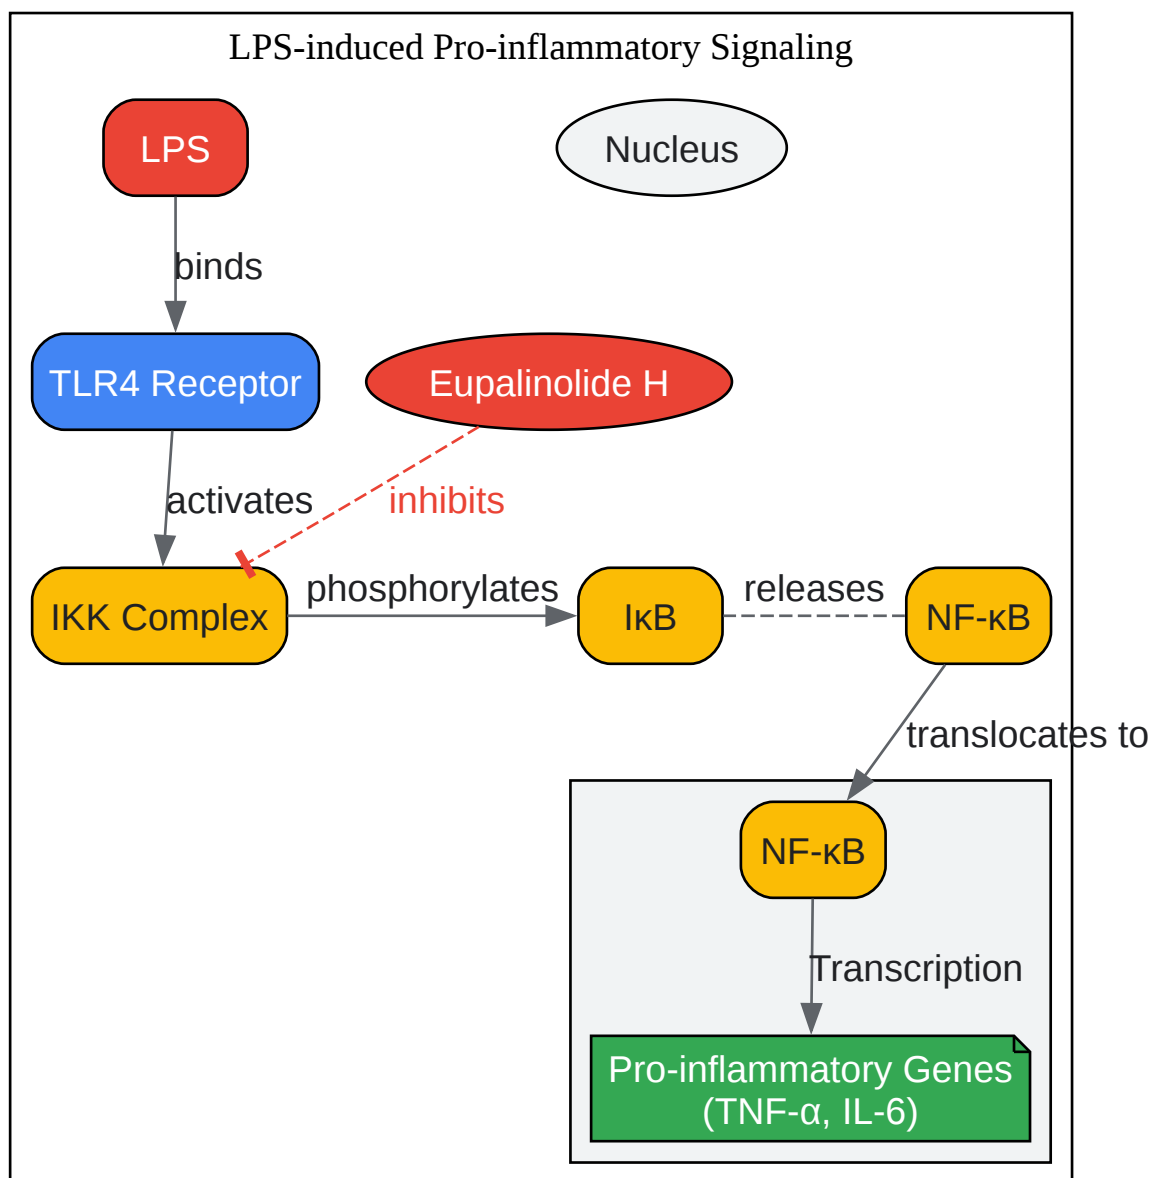 LPS-induced Pro-inflammatory Signaling
LPS
Nucleus
binds
TLR4 Receptor
Eupalinolide H
activates
inhibits
IKK Complex
phosphorylates
IκB
releases
NF-κB
translocates to
NF-κB
Transcription
Pro-inflammatory Genes
(TNF-α, IL-6)